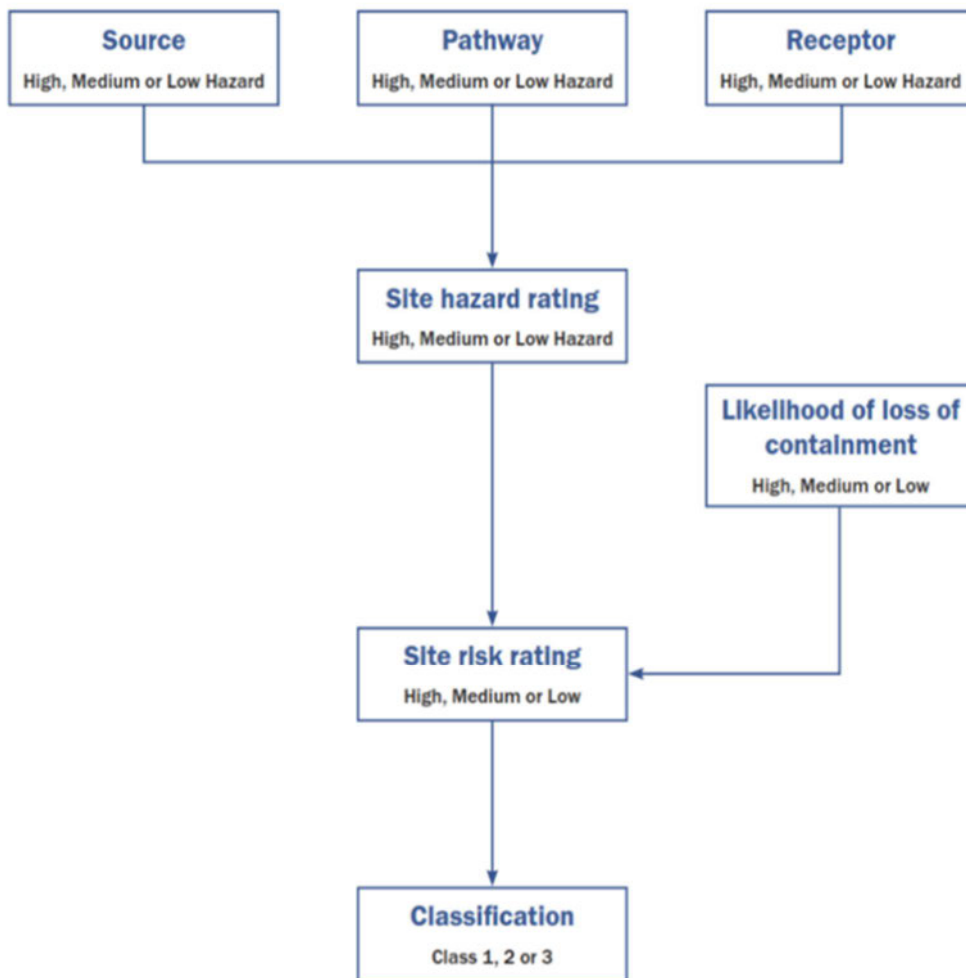 Source
High, Medium or Low Hazard
Pathway
High, Medium or Low Hazard
Receptor
High, Medium or Low Hazard
Site hazard rating
High, Medium or Low Hazard
Likelihood of loss of
containment
High, Medium or Low
Site risk rating
High, Medium or Low
Classification
Class 1, 2 or 3